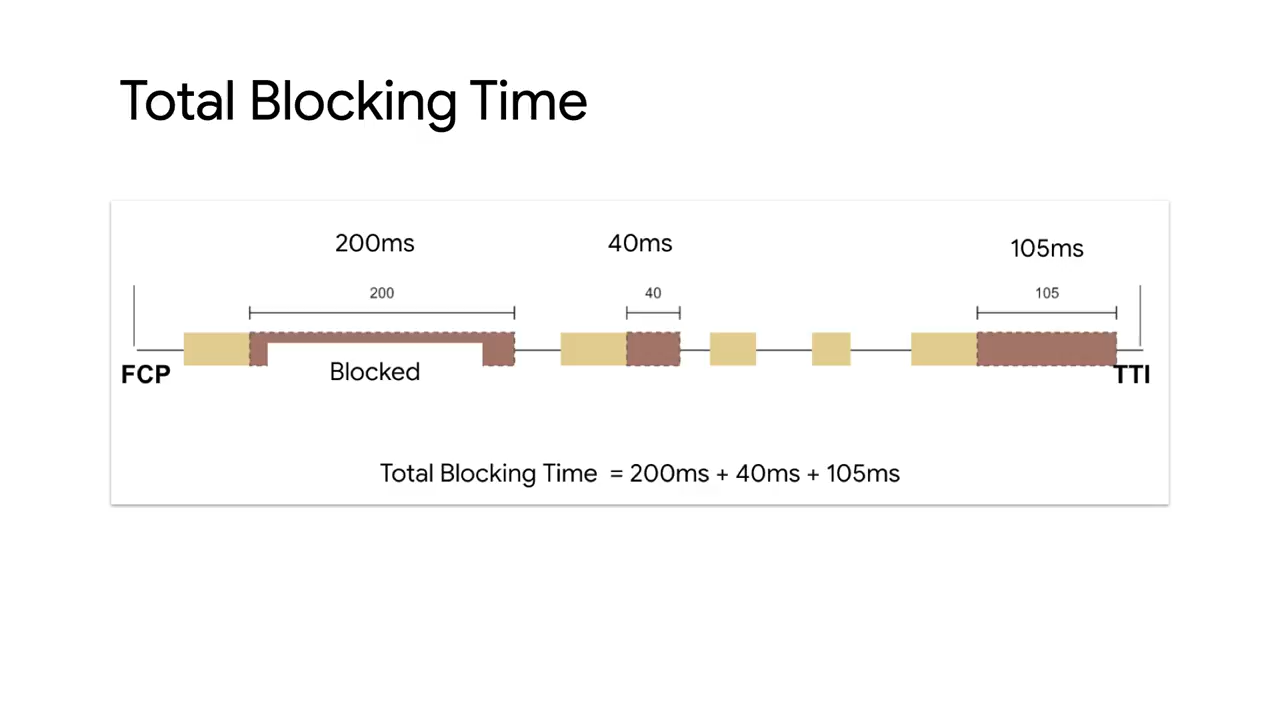 Total Blocking Time
200ms
40ms
105ms
200
40
105
FCP
Blocked
TTI
Total Blocking Time = 200ms + 40ms + 105ms